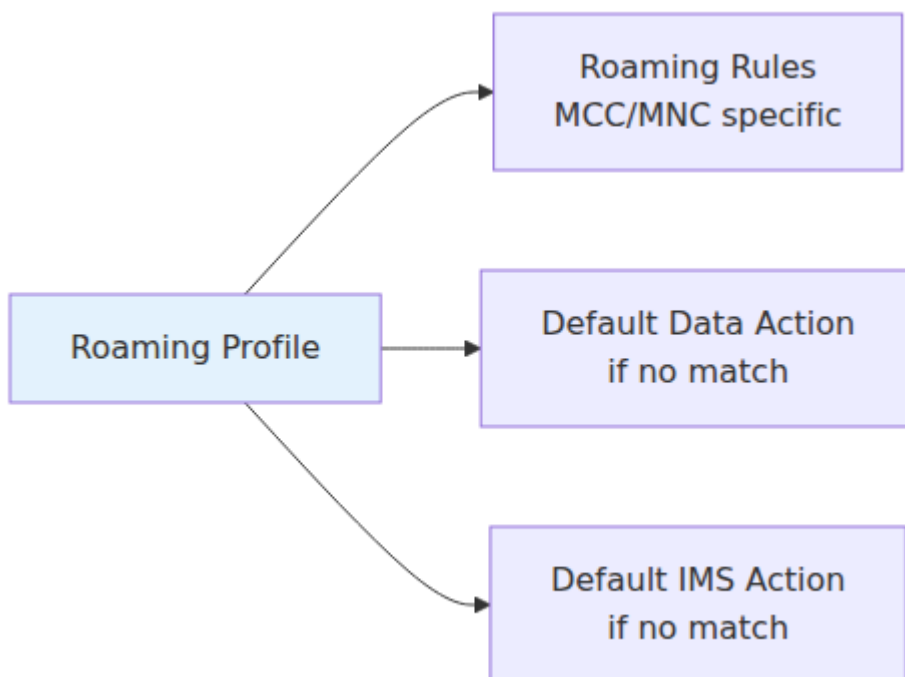 Roaming Rules
MCC/MNC specific
Roaming Profile
Default Data Action
if no match
Default IMS Action
if no match